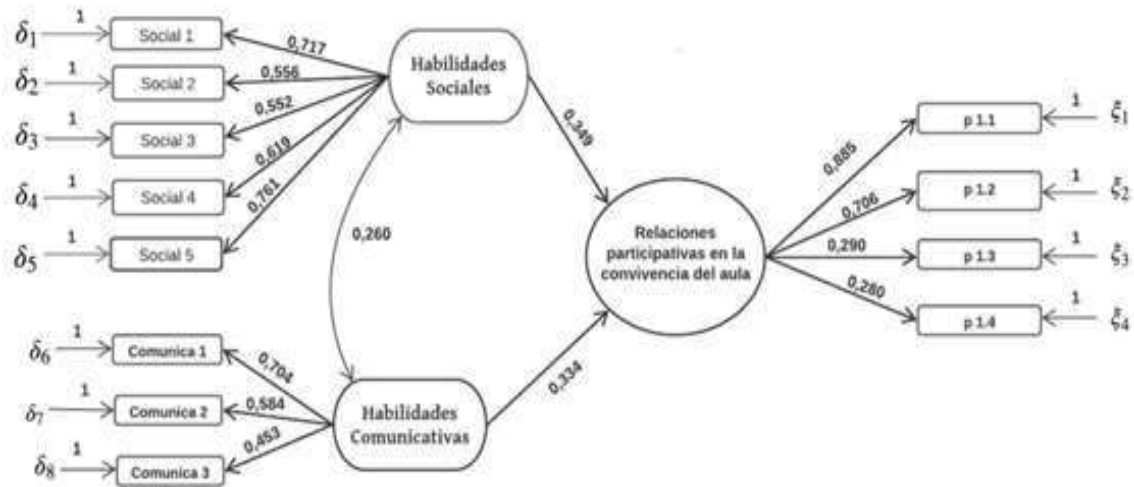 δ1
1
Social 1
0,717
δ2
1
Social 2
0,556
δ3
1
Social 3
0,552
δ4
1
Social 4
0,619
δ5
1
Social 5
0,761
Habilidades
Sociales
0,260
0,349
δ6
1
Comunica 1
0,704
δ7
1
Comunica 2
0,584
δ8
1
Comunica 3
0,453
Habilidades
Comunicativas
0,334
Relaciones
participativas en la
convivencia del aula
0,885
p 1.1
1
ξ1
0,706
p 1.2
1
ξ2
0,290
p 1.3
1
ξ3
0,280
p 1.4
1
ξ4